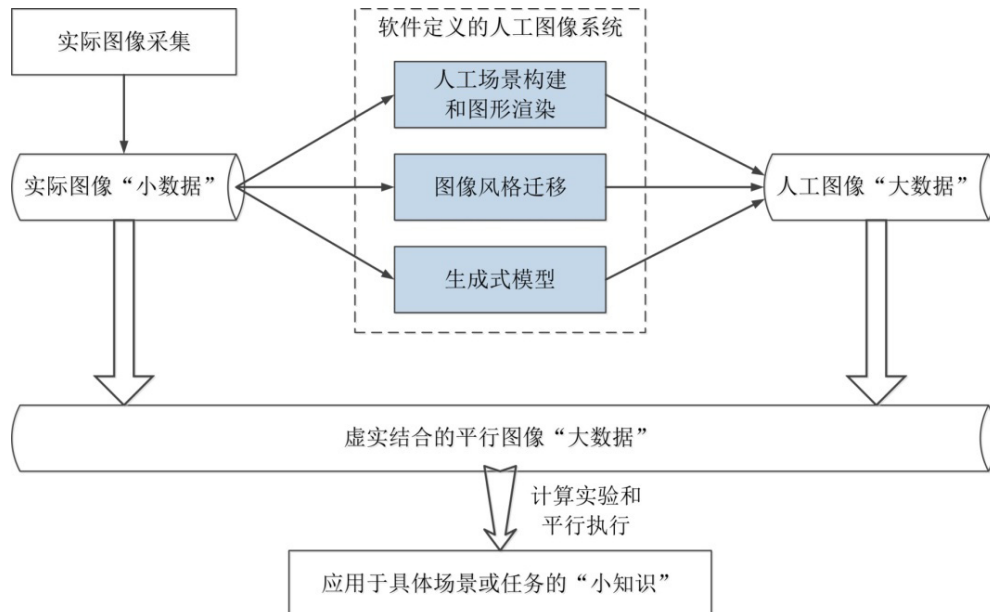 实际图像采集
软件定义的人工图像系统
人工场景构建
和图形渲染
实际图像“小数据”
图像风格迁移
人工图像“大数据”
生成式模型
虚实结合的平行图像“大数据”
计算实验和
平行执行
应用于具体场景或任务的“小知识”